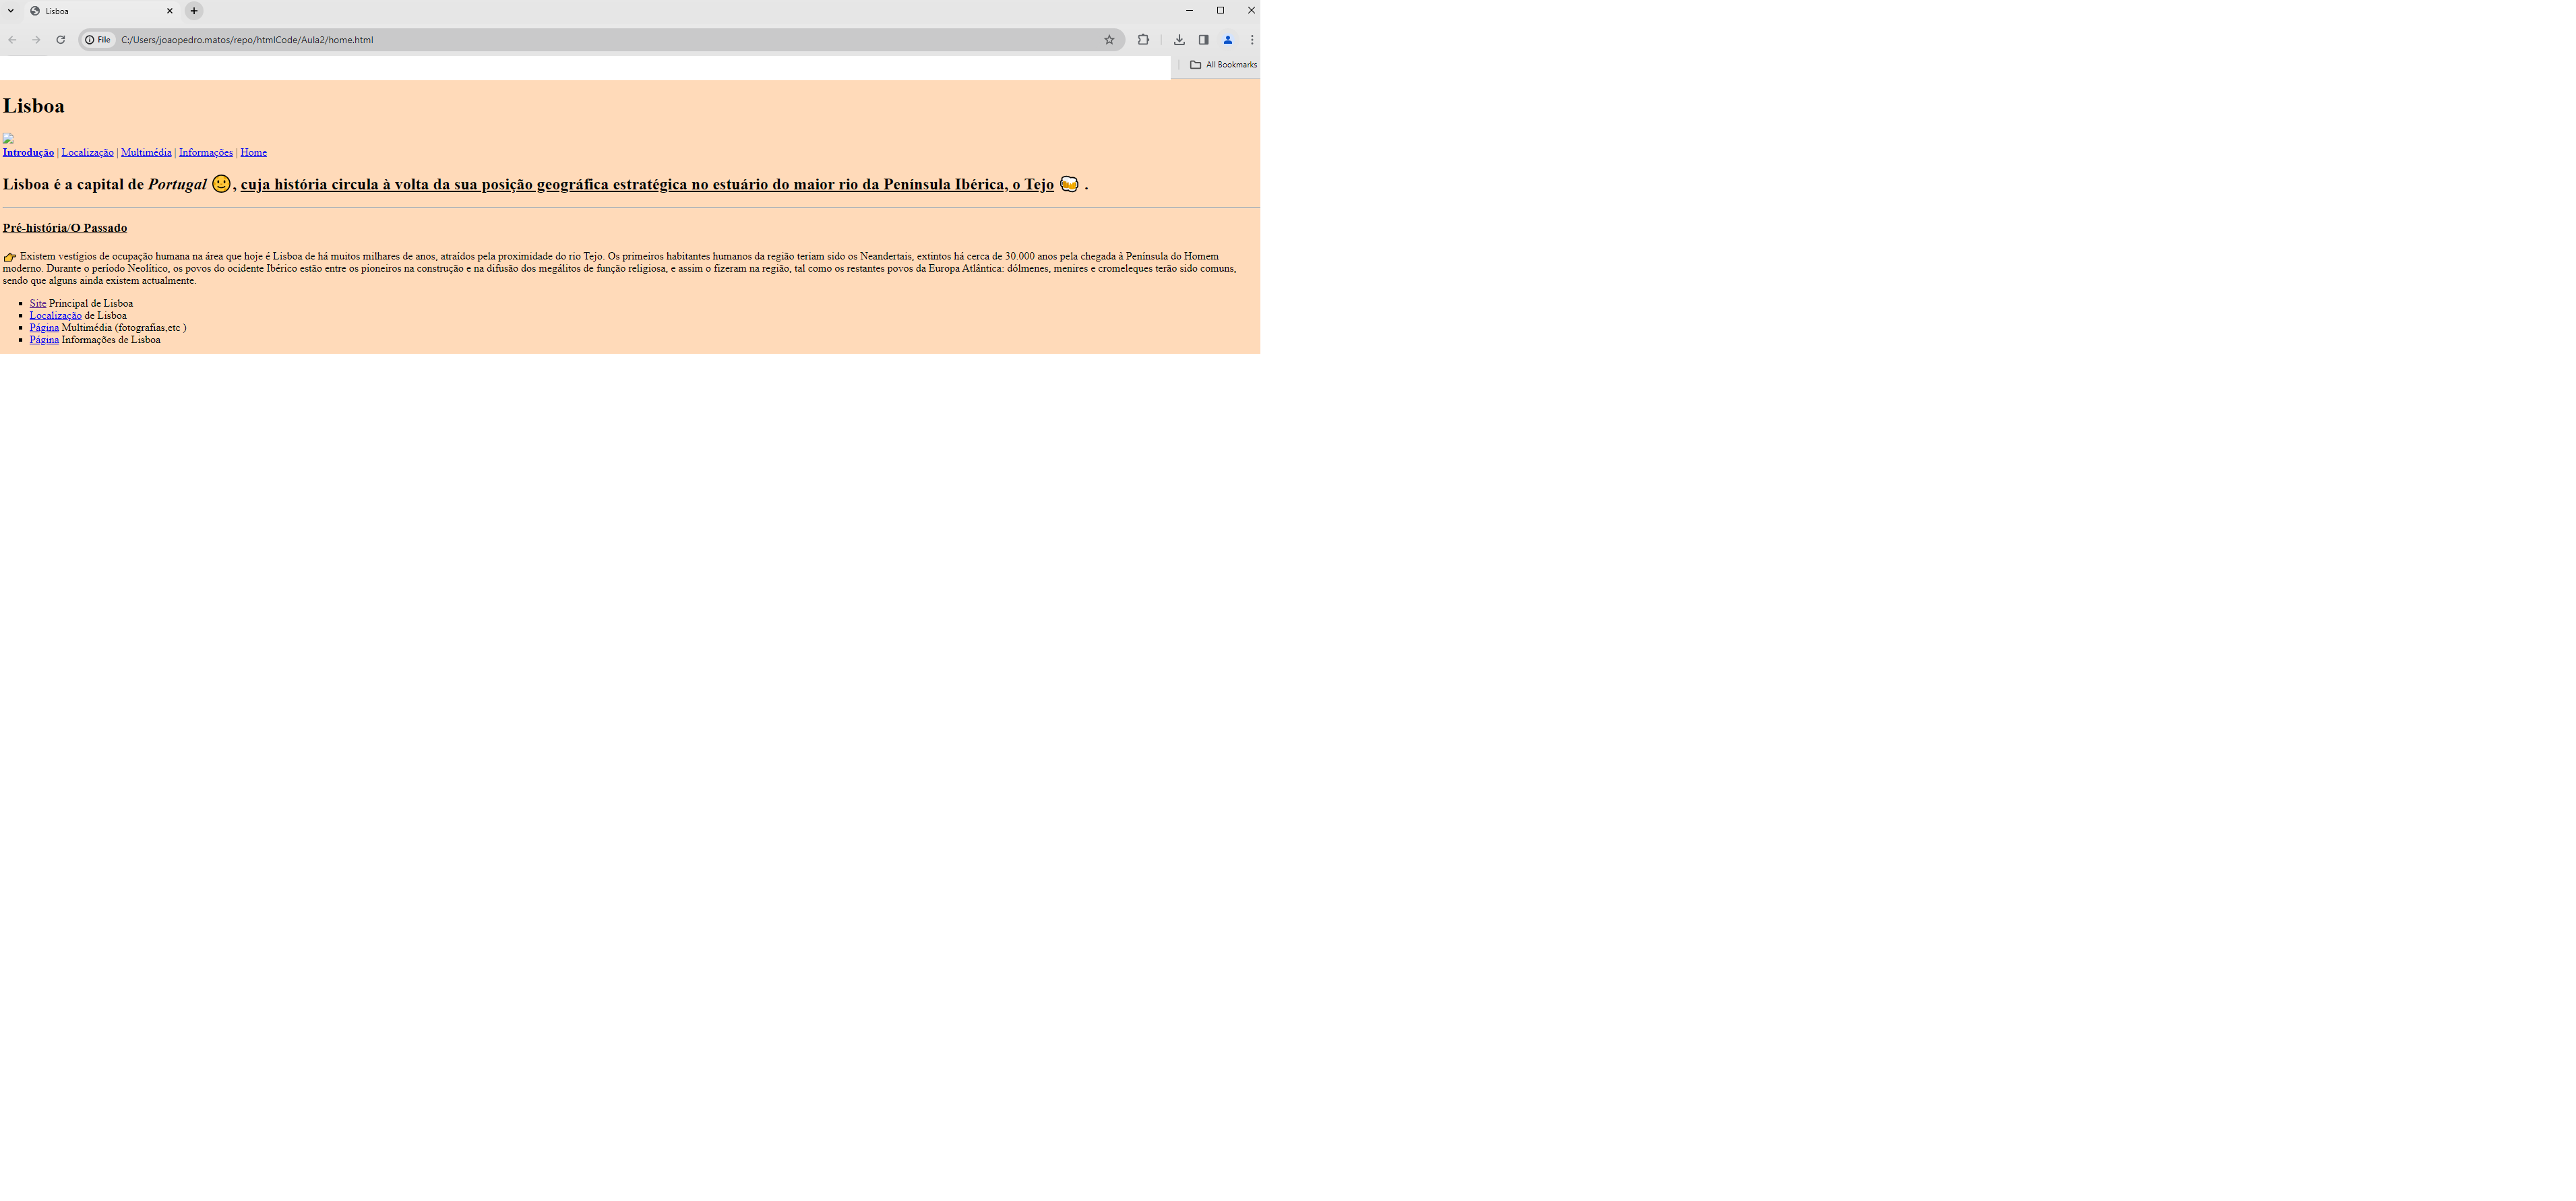 Lisboa
File C:/Users/joaopedro.matos/repo/htmlCode/Aula2/home.html
All Bookmarks
Lisboa
Introdução | Localização | Multimédia | Informações | Home
Lisboa é a capital de Portugal 🙂, cuja história circula à volta da sua posição geográfica estratégica no estuário do maior rio da Península Ibérica, o Tejo 🍻 .
Pré-história/O Passado
👉 Existem vestígios de ocupação humana na área que hoje é Lisboa de há muitos milhares de anos, atraídos pela proximidade do rio Tejo. Os primeiros habitantes humanos da região teriam sido os Neandertais, extintos há cerca de 30.000 anos pela chegada à Península do Homem
moderno. Durante o período Neolítico, os povos do ocidente Ibérico estão entre os pioneiros na construção e na difusão dos megálitos de função religiosa, e assim o fizeram na região, tal como os restantes povos da Europa Atlântica: dólmenes, menires e cromeleques terão sido comuns,
sendo que alguns ainda existem actualmente.
▪ Site Principal de Lisboa
▪ Localização de Lisboa
▪ Página Multimédia (fotografias,etc )
▪ Página Informações de Lisboa